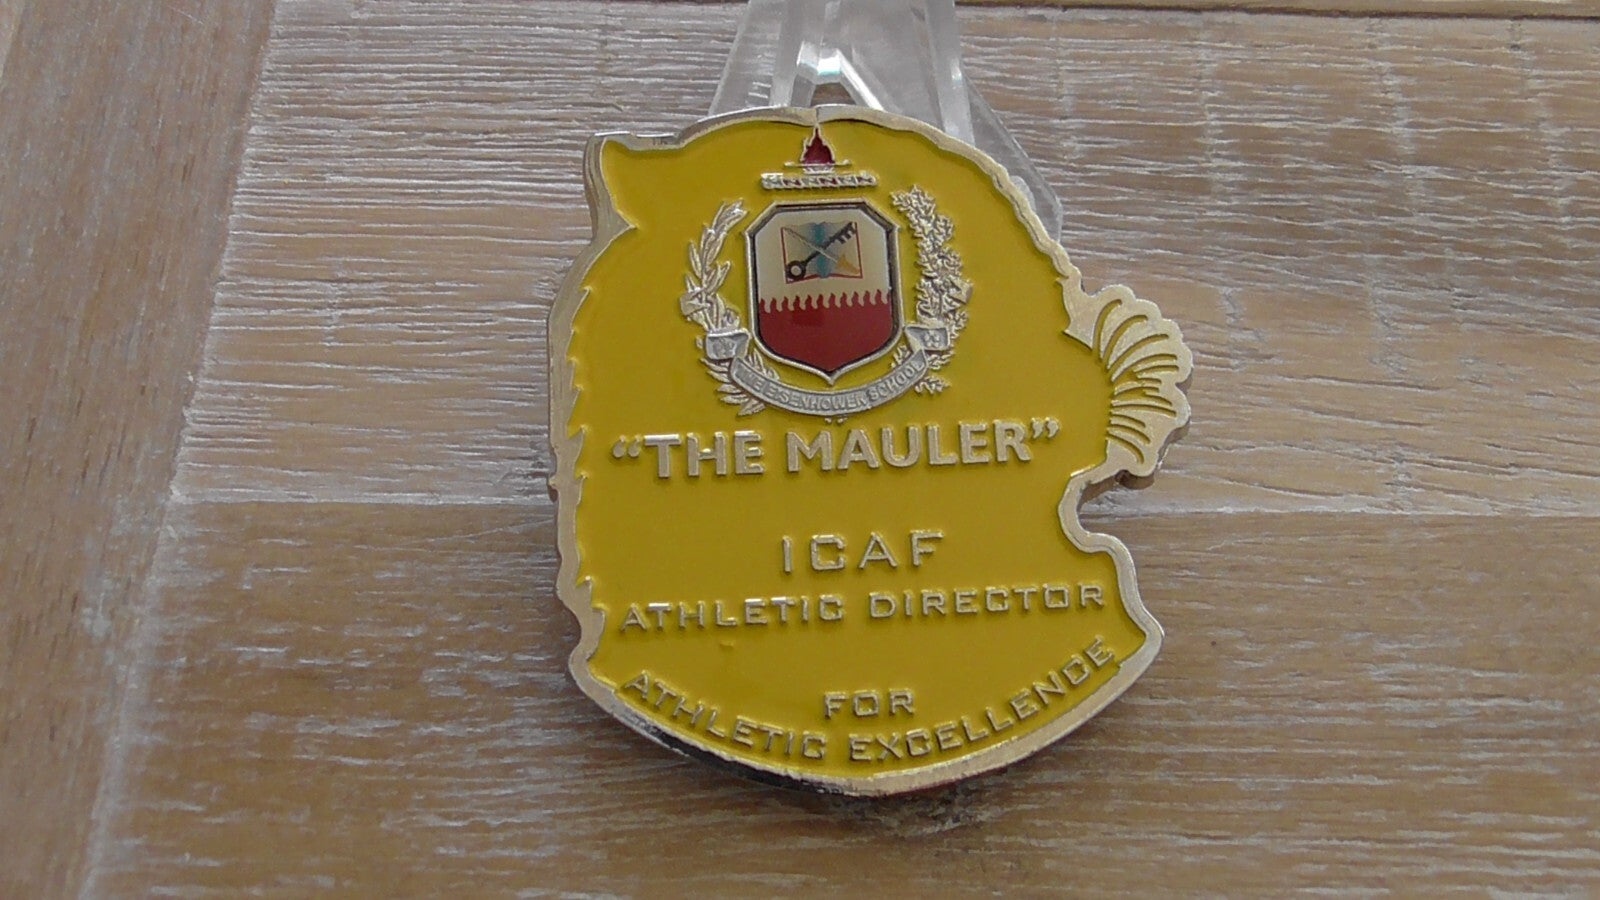 THE EISENHOWER SCHOOL
“THE MAULER”
ICAF
ATHLETIC DIRECTOR
FOR
ATHLETIC EXCELLENCE